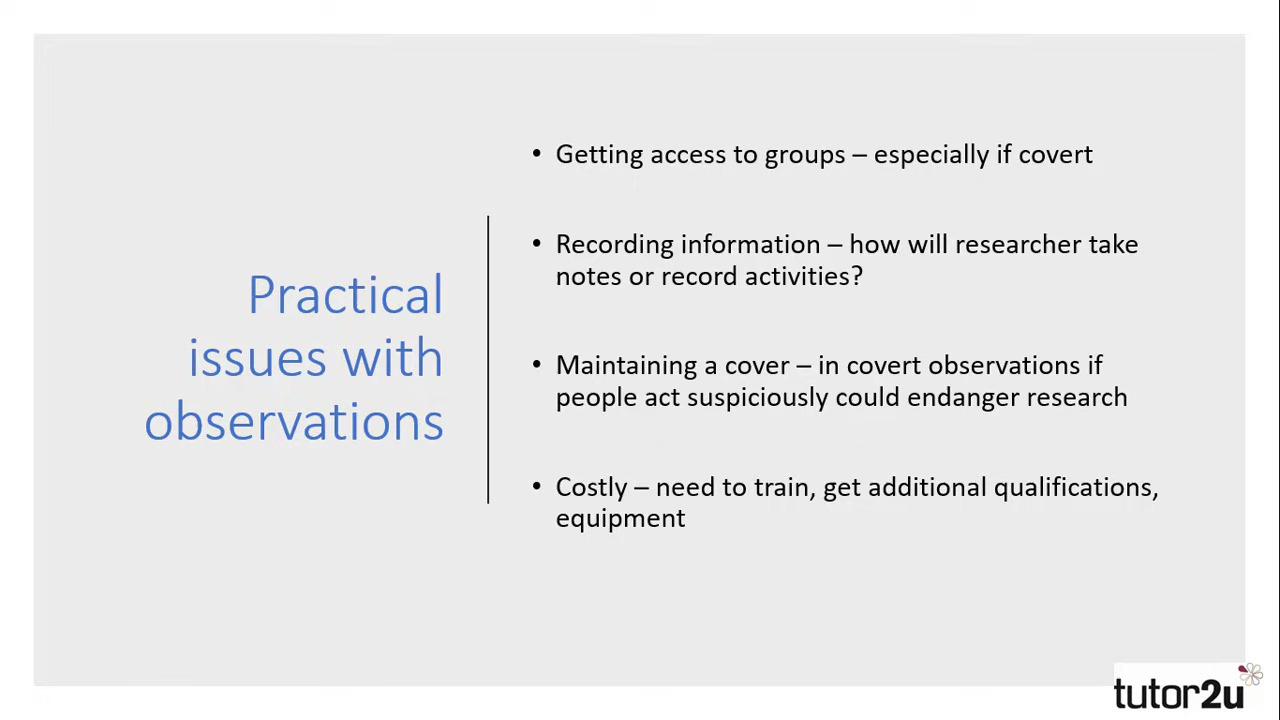 Practical
issues with
observations
• Getting access to groups – especially if covert
• Recording information – how will researcher take
notes or record activities?
• Maintaining a cover – in covert observations if
people act suspiciously could endanger research
• Costly – need to train, get additional qualifications,
equipment
tutor2u